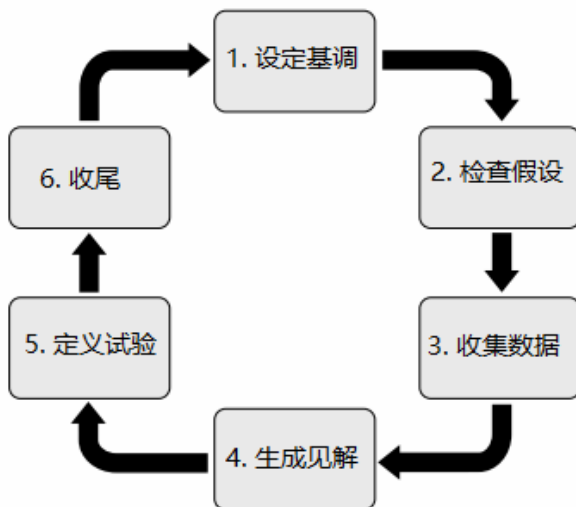 1. 设定基调
2. 检查假设
3. 收集数据
4. 生成见解
5. 定义试验
6. 收尾